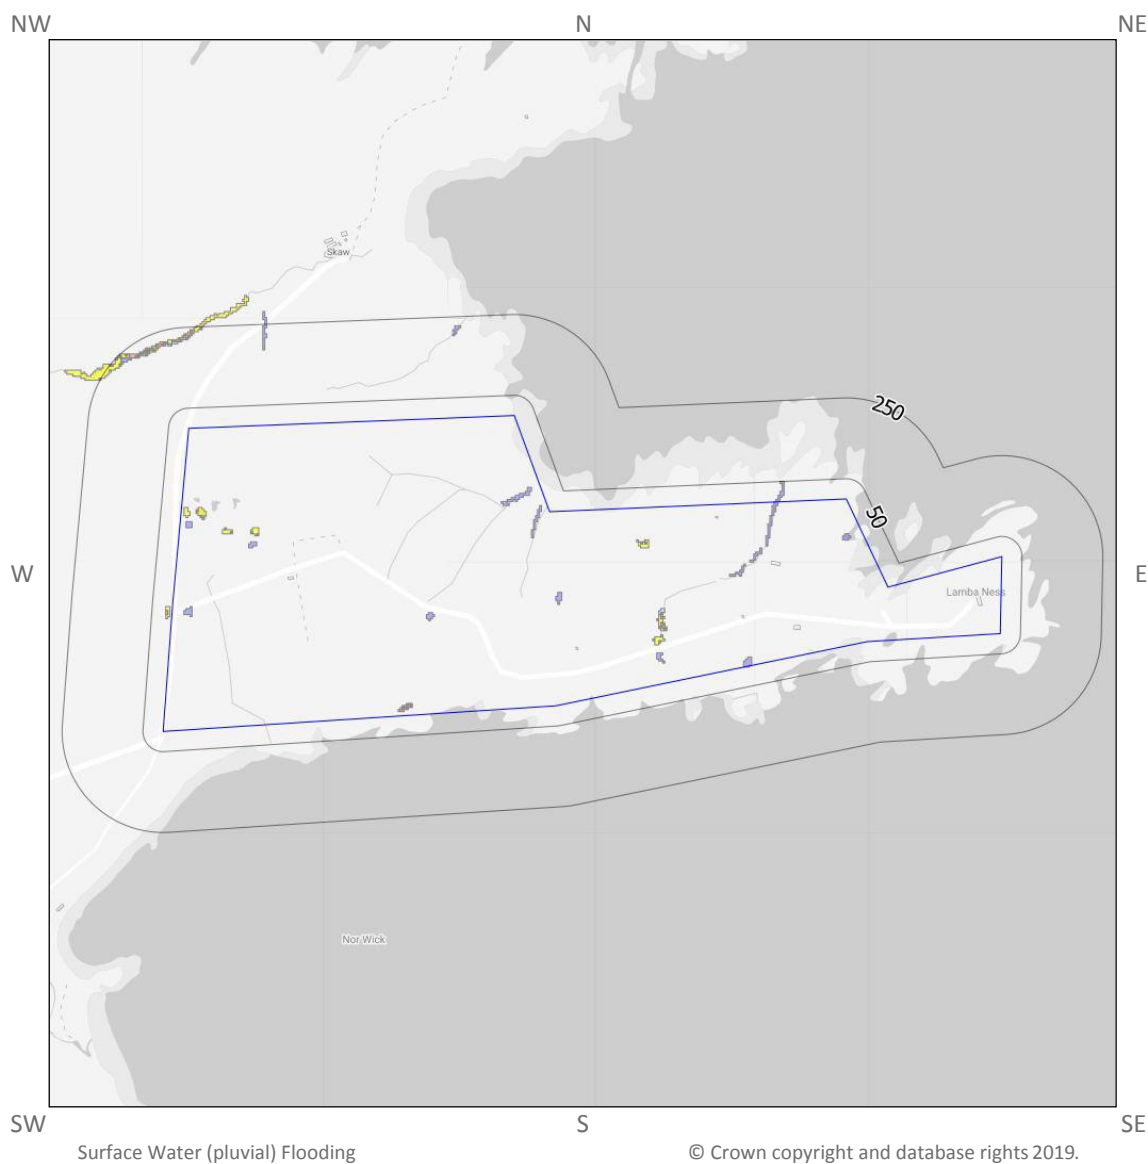 NW N NE
Skaw
250
50
W E
Lamba Ness
Nor Wick
SW S SE
Surface Water (pluvial) Flooding © Crown copyright and database rights 2019.